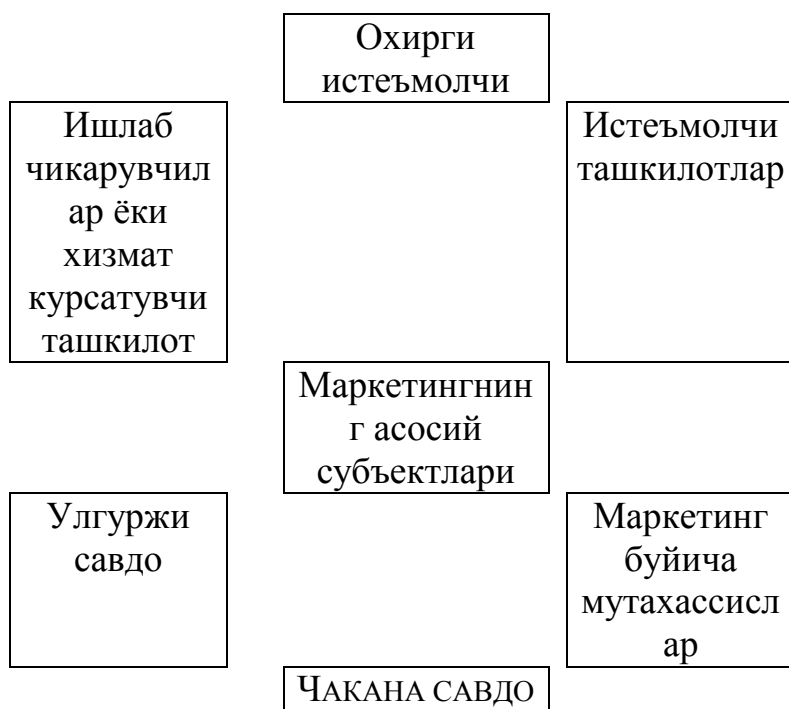 Охирги
истеъмолчи
Ишлаб
чикарувчил
ар ёки
хизмат
курсатувчи
ташкилот
Истеъмолчи
ташкилотлар
Маркетингнин
г асосий
субъектлари
Улгуржи
савдо
Маркетинг
буйича
мутахассисл
ар
ЧАКАНА САВДО